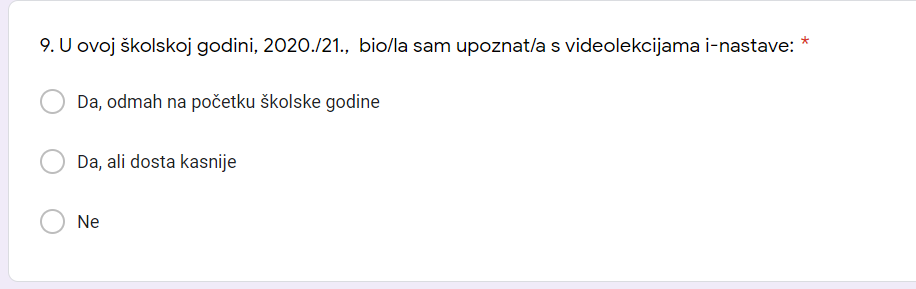 9. U ovoj školskoj godini, 2020./21.,  bio/la sam upoznat/a s videolekcijama i-nastave: *
Da, odmah na početku školske godine
Da, ali dosta kasnije
Ne